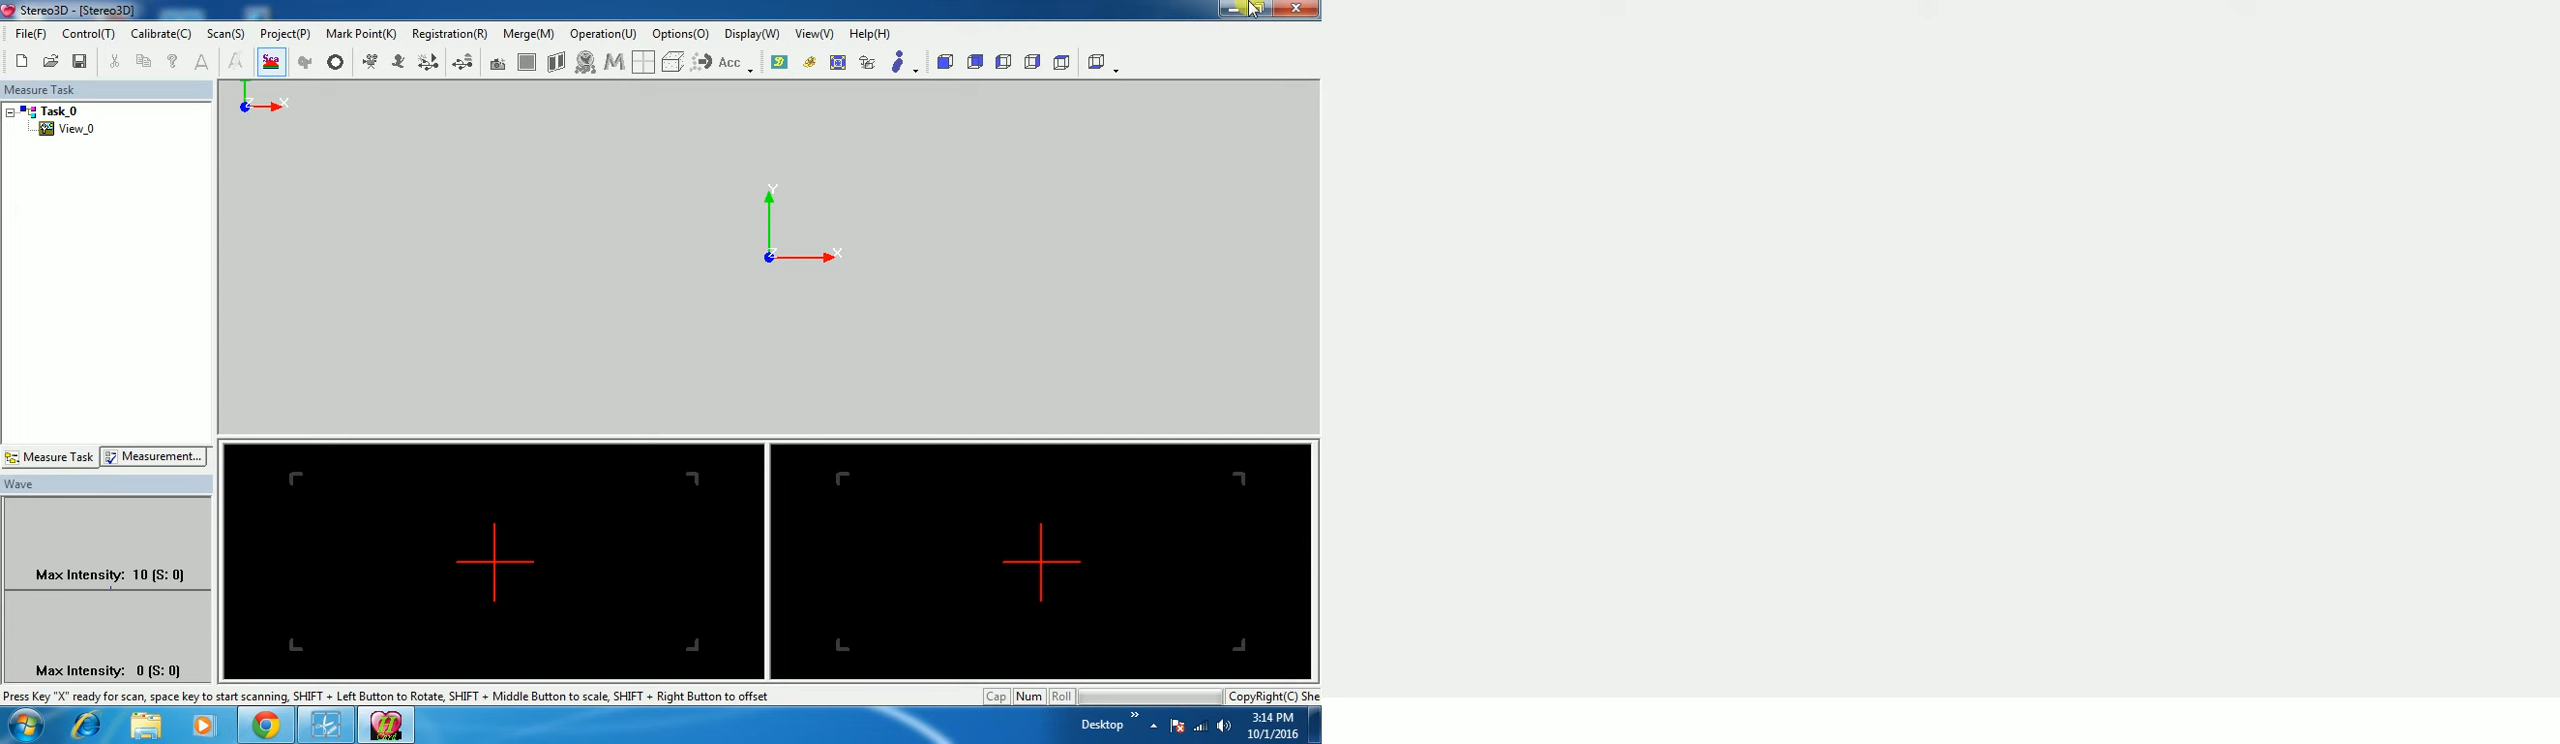 Stereo3D - [Stereo3D]
File(F) Control(T) Calibrate(C) Scan(S) Project(P) Mark Point(K) Registration(R) Merge(M) Operation(U) Options(O) Display(W) View(V) Help(H)
Sca Acc
Measure Task
Task_0
View_0
X
Y
Z X
Measure Task Measurement...
Wave
Max Intensity: 10 (S: 0)
Max Intensity: 0 (S: 0)
Press Key "X" ready for scan, space key to start scanning, SHIFT + Left Button to Rotate, SHIFT + Middle Button to scale, SHIFT + Right Button to offset
Cap Num Roll CopyRight(C) She
Desktop
3:14 PM
10/1/2016